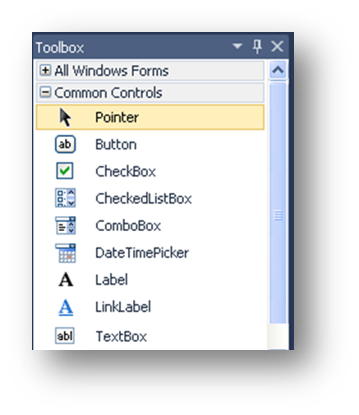 Toolbox
All Windows Forms
Common Controls
Pointer
ab Button
CheckBox
CheckedListBox
ComboBox
DateTimePicker
A Label
A LinkLabel
abl TextBox